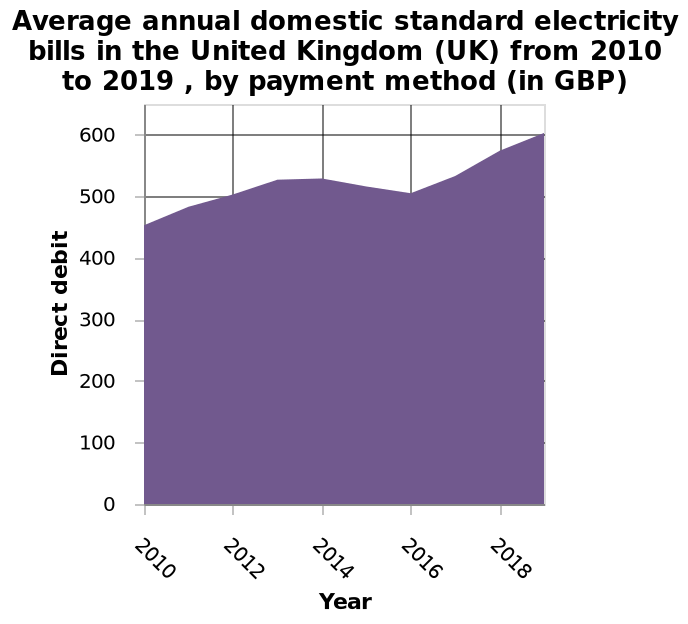 Average annual domestic standard electricity
bills in the United Kingdom (UK) from 2010
to 2019 , by payment method (in GBP)
600
500
400
300
200
100
0
Direct debit
2010
2012
2014
2016
2018
Year